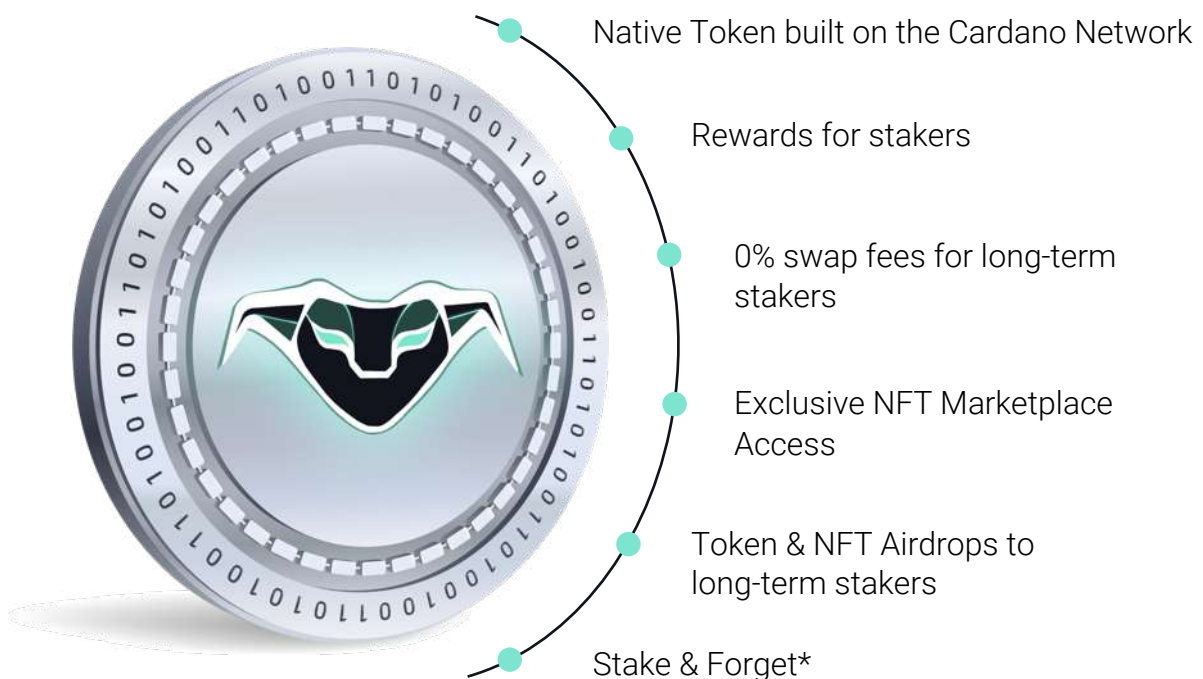 Native Token built on the Cardano Network
Rewards for stakers
0% swap fees for long-term
stakers
Exclusive NFT Marketplace
Access
Token & NFT Airdrops to
long-term stakers
Stake & Forget*